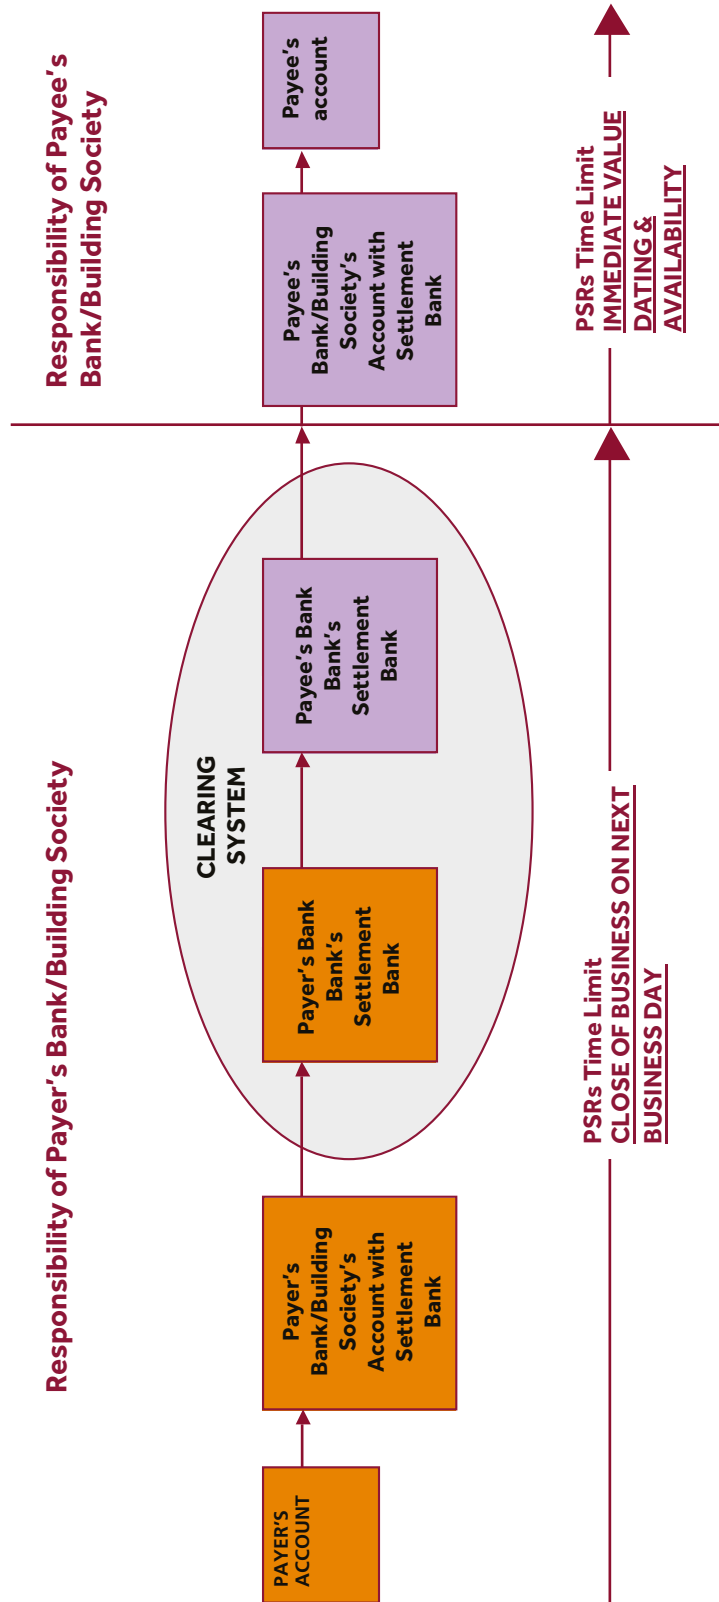 Responsibility of Payer's Bank/Building Society
Responsibility of Payee's
Bank/Building Society
CLEARING
SYSTEM
PAYER'S
ACCOUNT
Payer's
Bank/Building
Society's
Account with
Settlement
Bank
Payer's Bank
Bank's
Settlement
Bank
Payee's Bank
Bank's
Settlement
Bank
Payee's
Bank/Building
Society's
Account with
Settlement
Bank
Payee's
account
PSRs Time Limit
CLOSE OF BUSINESS ON NEXT
BUSINESS DAY
PSRs Time Limit
IMMEDIATE VALUE
DATING &
AVAILABILITY